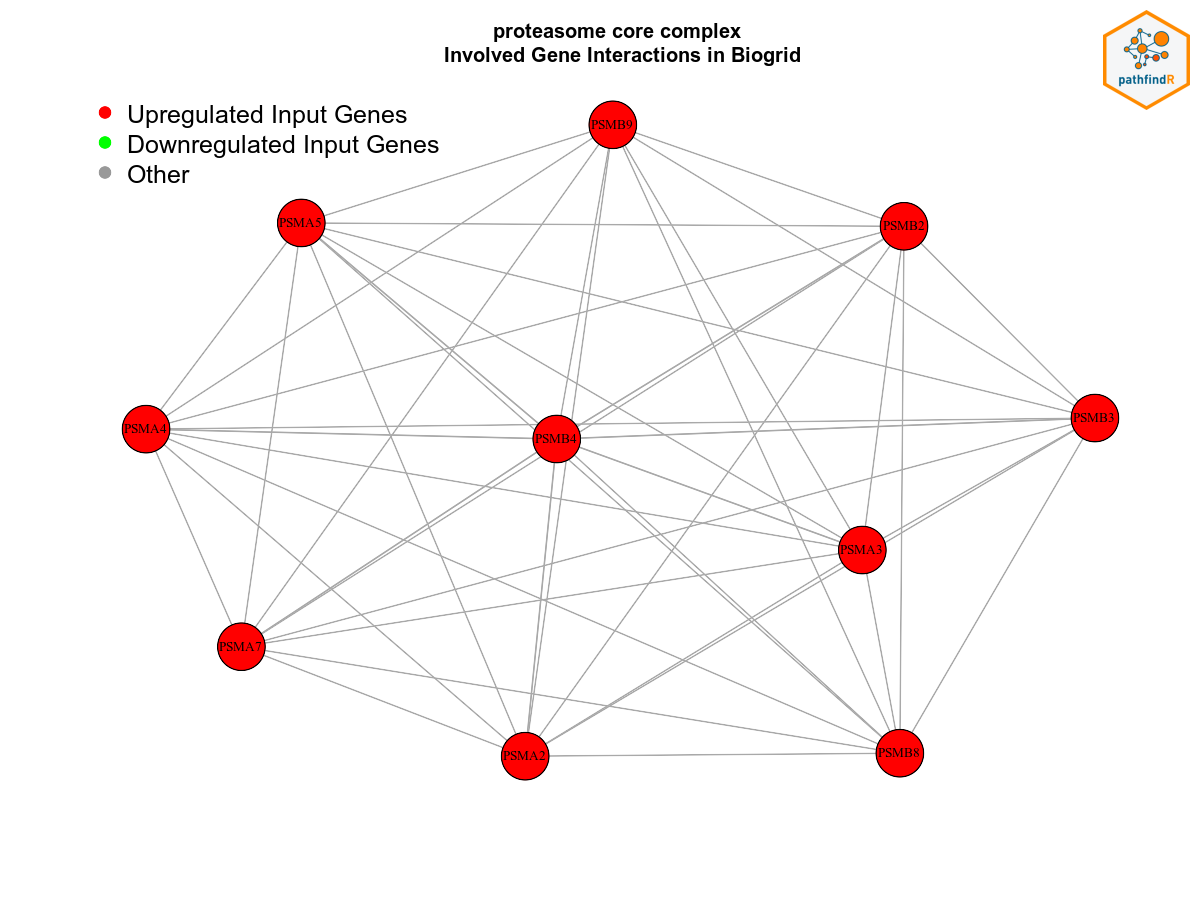 proteasome core complex
Involved Gene Interactions in Biogrid
pathfindR
Upregulated Input Genes
Downregulated Input Genes
Other
PSMB9
PSMA5
PSMB2
PSMA4
PSMB4
PSMB3
PSMA3
PSMA7
PSMA2
PSMB8